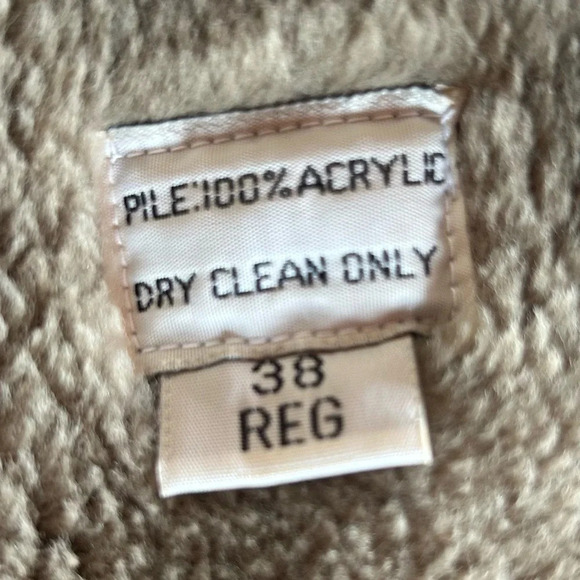 PILE:100%ACRYLIC
DRY CLEAN ONLY
38
REG